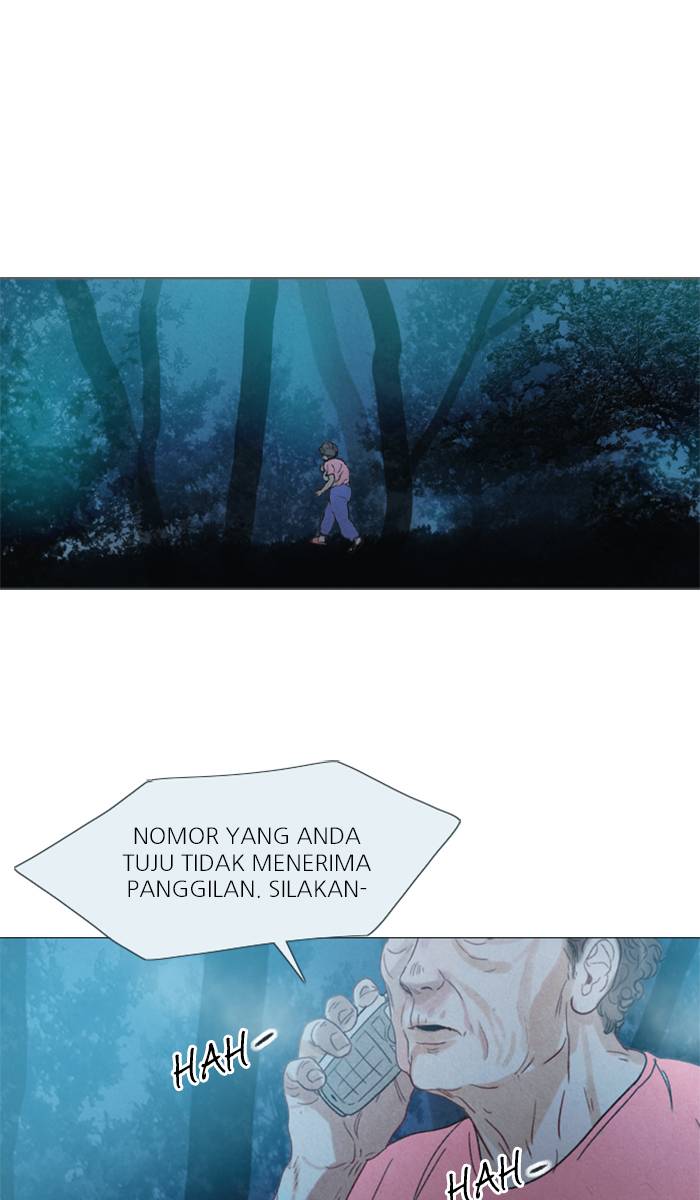 NOMOR YANG ANDA
TUJU TIDAK MENERIMA
PANGGILAN. SILAKAN-
HAH-
HAH-